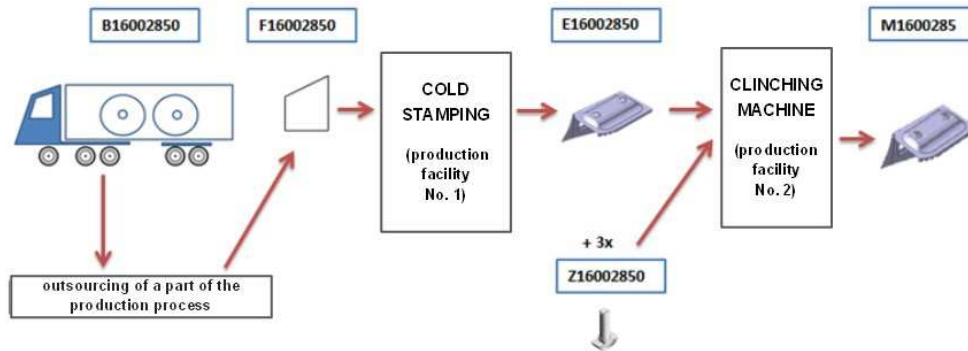 B16002850
F16002850
E16002850
M1600285
COLD
STAMPING
(production
facility
No. 1)
CLINCHING
MACHINE
(production
facility
No. 2)
+ 3x
Z16002850
outsourcing of a part of the
production process